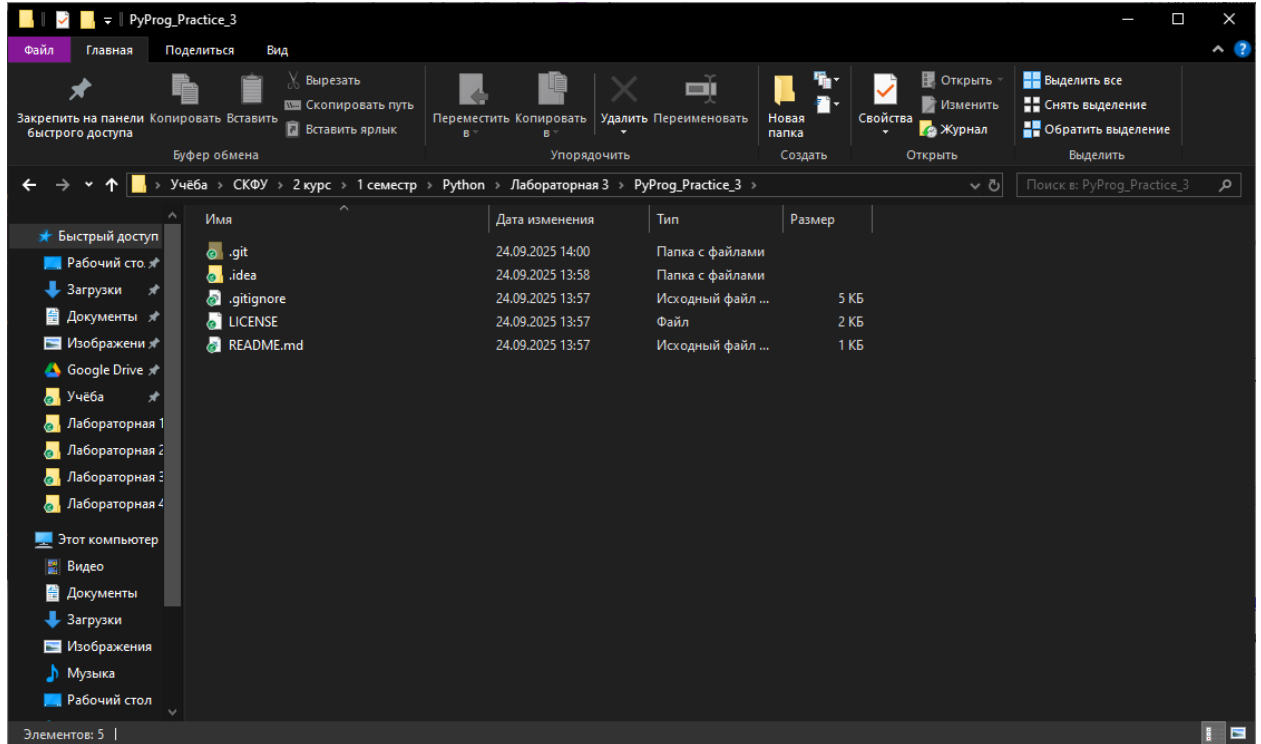 PyProg_Practice_3
Файл Главная Поделиться Вид
Закрепить на панели быстрого доступа
Копировать
Вставить
Вырезать
Скопировать путь
Вставить ярлык
Буфер обмена
Переместить в
Копировать в
Удалить
Переименовать
Упорядочить
Новая папка
Создать
Свойства
Открыть
Изменить
Журнал
Открыть
Выделить все
Снять выделение
Обратить выделение
Выделить
Учёба > СКФУ > 2 курс > 1 семестр > Python > Лабораторная 3 > PyProg_Practice_3 >
Поиск в: PyProg_Practice_3
Быстрый доступ
Рабочий сто.
Загрузки
Документы
Изображени
Google Drive
Учёба
Лабораторная 1
Лабораторная 2
Лабораторная 3
Лабораторная 4
Этот компьютер
Видео
Документы
Загрузки
Изображения
Музыка
Рабочий стол
Имя Дата изменения Тип Размер
.git 24.09.2025 14:00 Папка с файлами
.idea 24.09.2025 13:58 Папка с файлами
.gitignore 24.09.2025 13:57 Исходный файл ... 5 КБ
LICENSE 24.09.2025 13:57 Файл 2 КБ
README.md 24.09.2025 13:57 Исходный файл ... 1 КБ
Элементов: 5